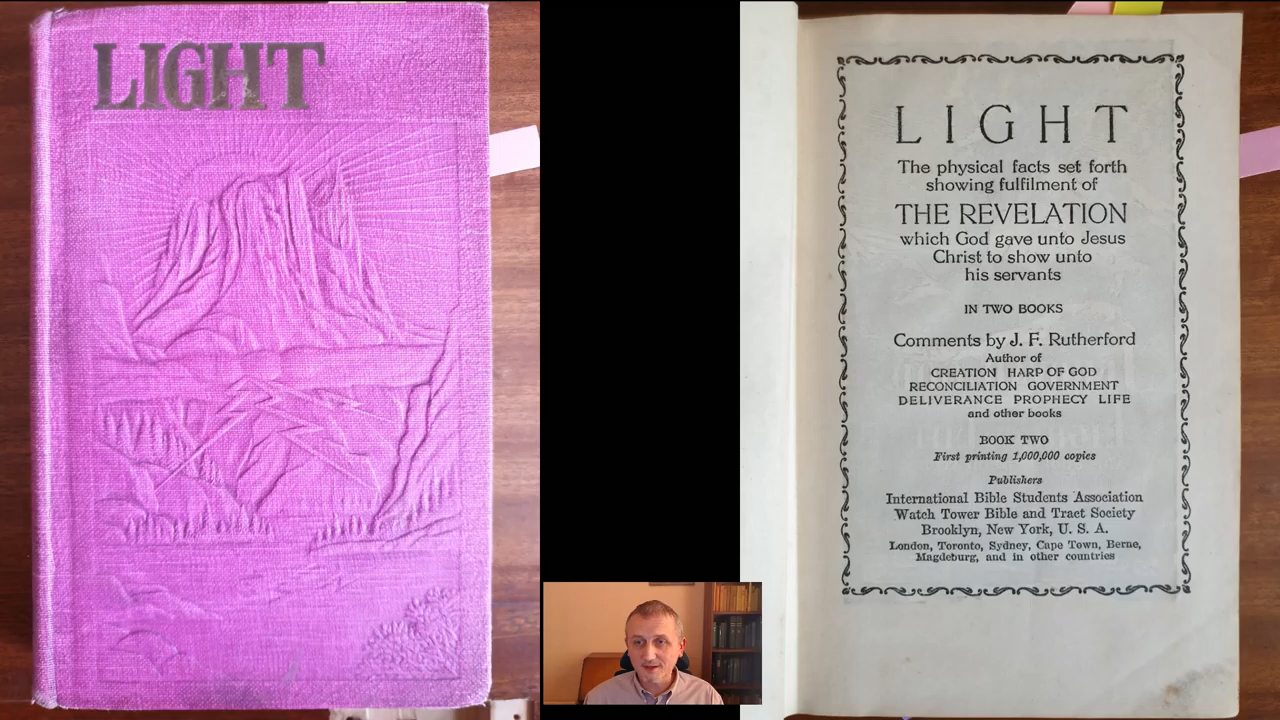 LIGHT
LIGHT
The physical facts set forth
showing fulfilment of
THE REVELATION
which God gave unto Jesus
Christ to show unto
his servants
IN TWO BOOKS
Comments by J. F. Rutherford
Author of
CREATION HARP OF GOD
RECONCILIATION GOVERNMENT
DELIVERANCE PROPHECY LIFE
and other books
BOOK TWO
First printing 1,000,000 copies
Publishers
International Bible Students Association
Watch Tower Bible and Tract Society
Brooklyn, New York, U. S. A.
London, Toronto, Sydney, Cape Town, Berne,
Magdeburg, and in other countries